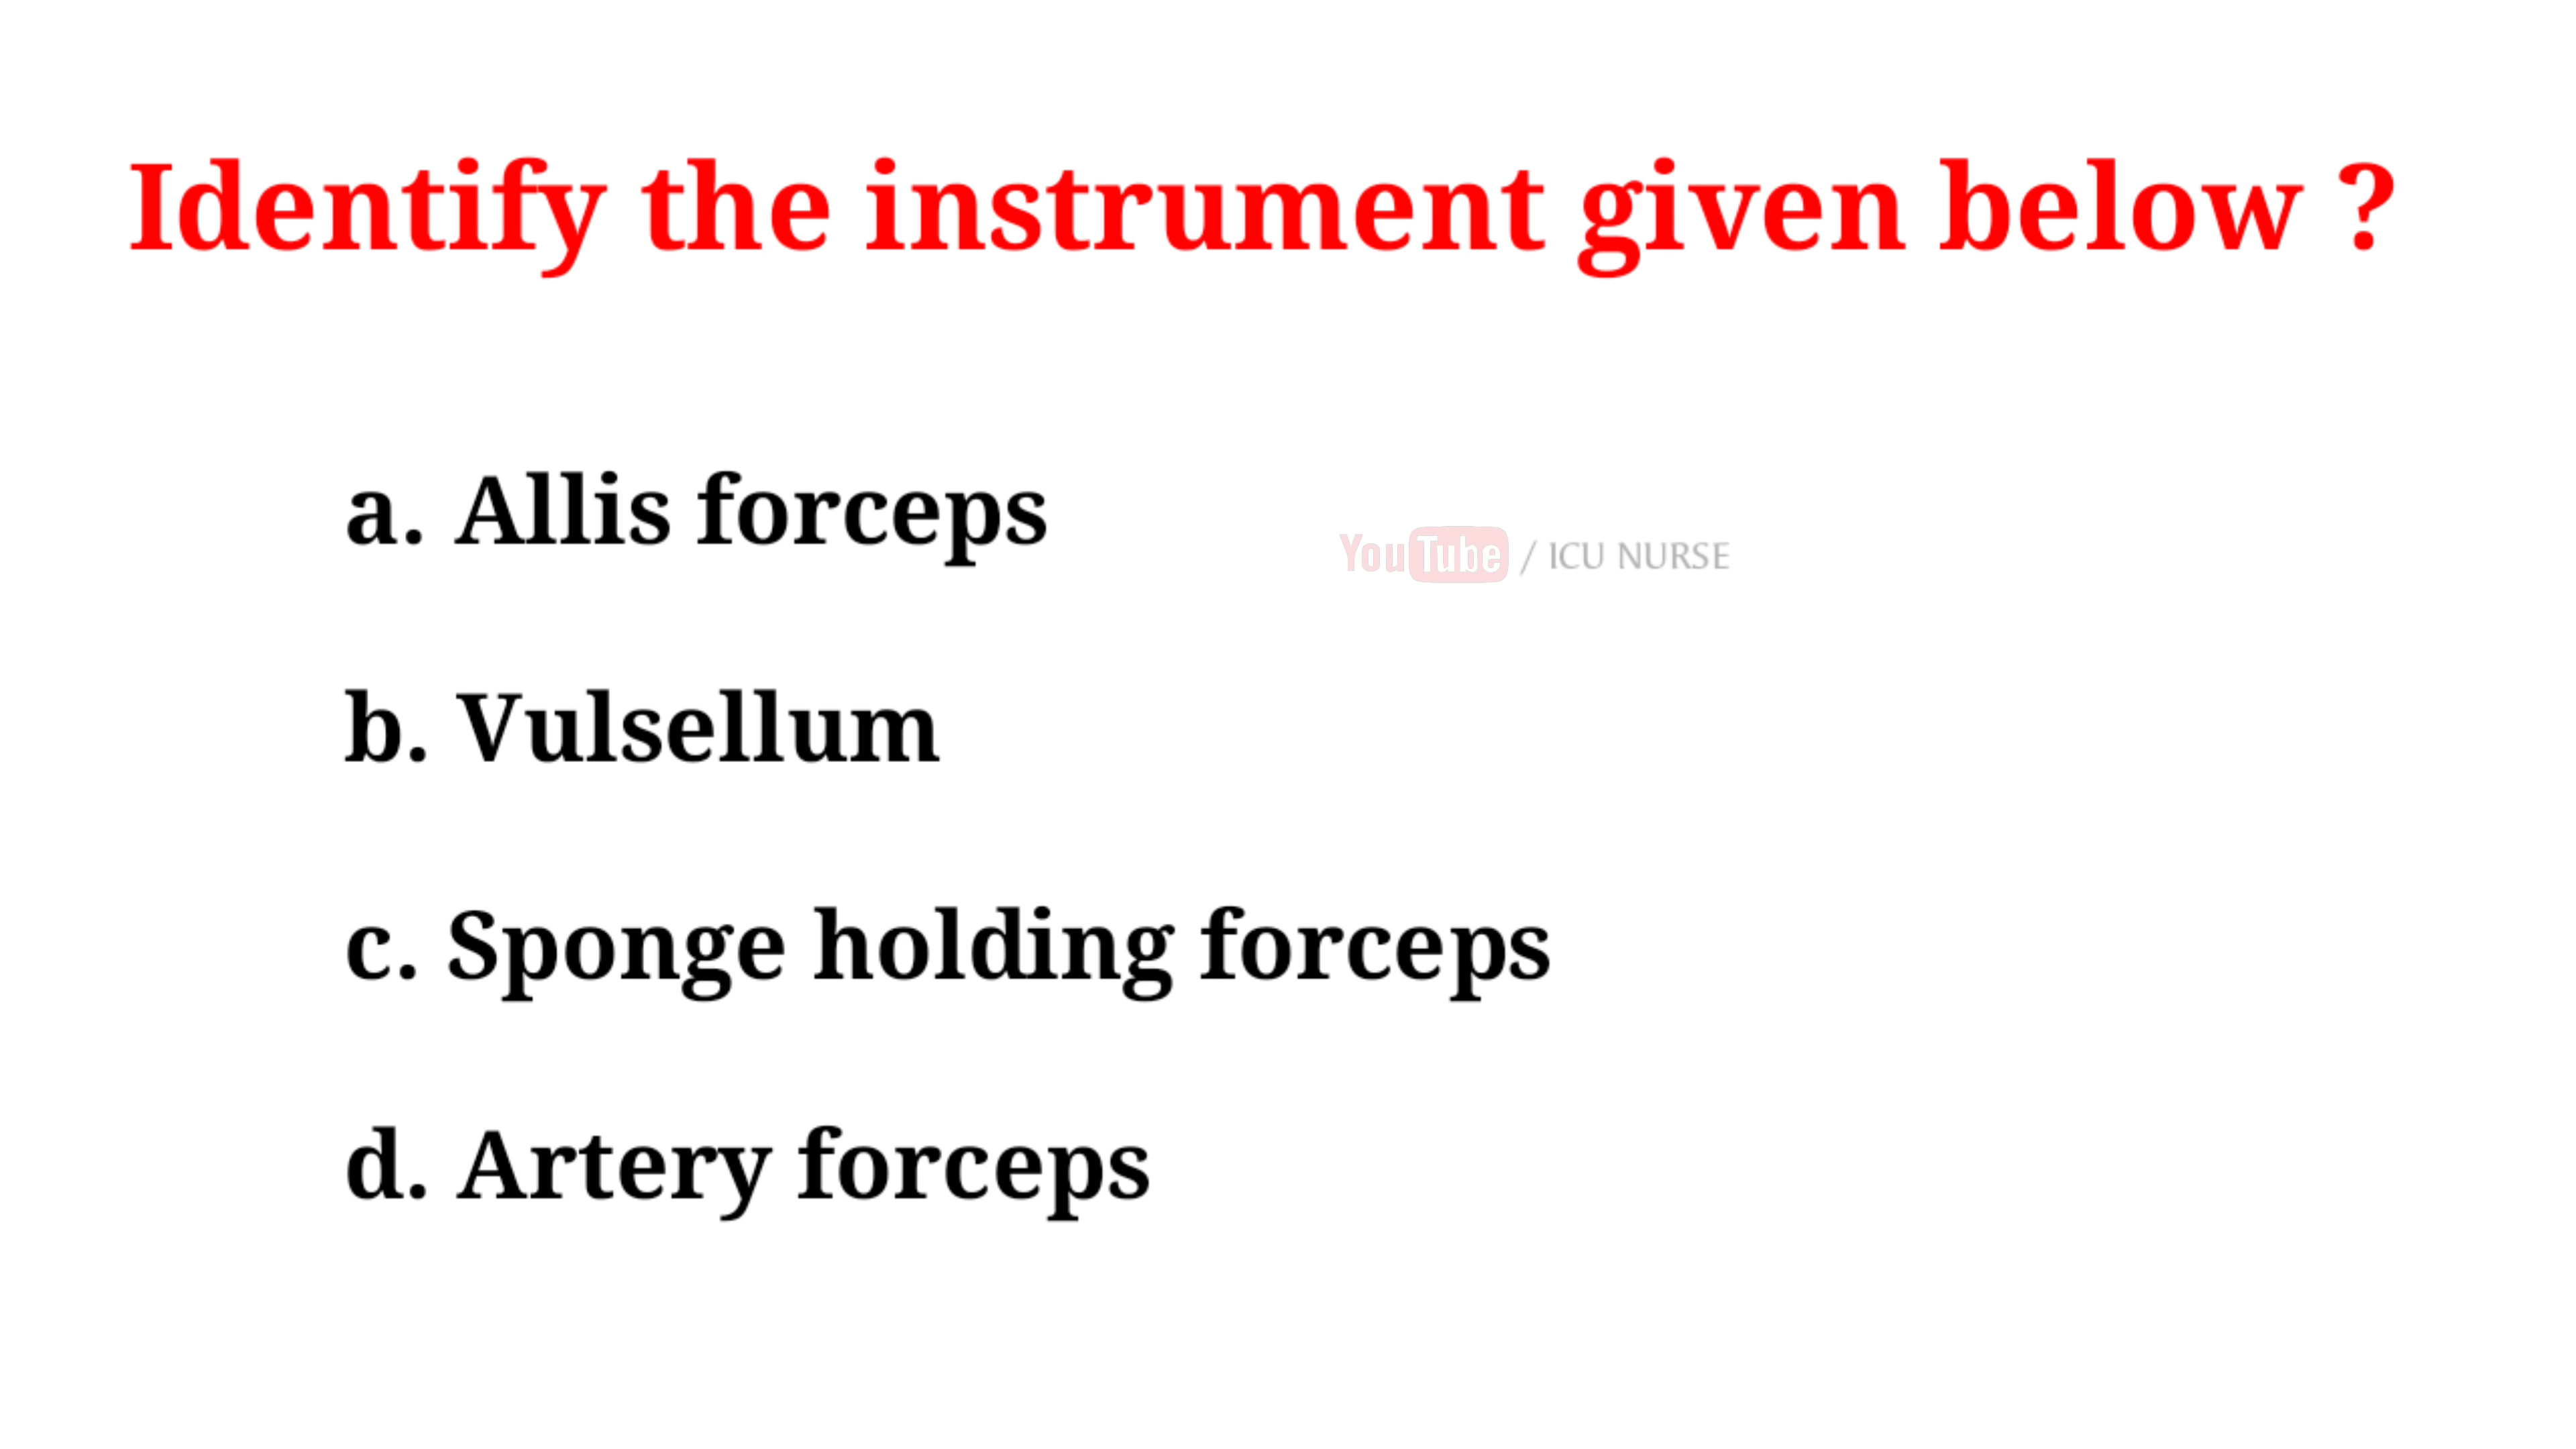 Identify the instrument given below ?
a. Allis forceps
YouTube / ICU NURSE
b. Vulsellum
c. Sponge holding forceps
d. Artery forceps